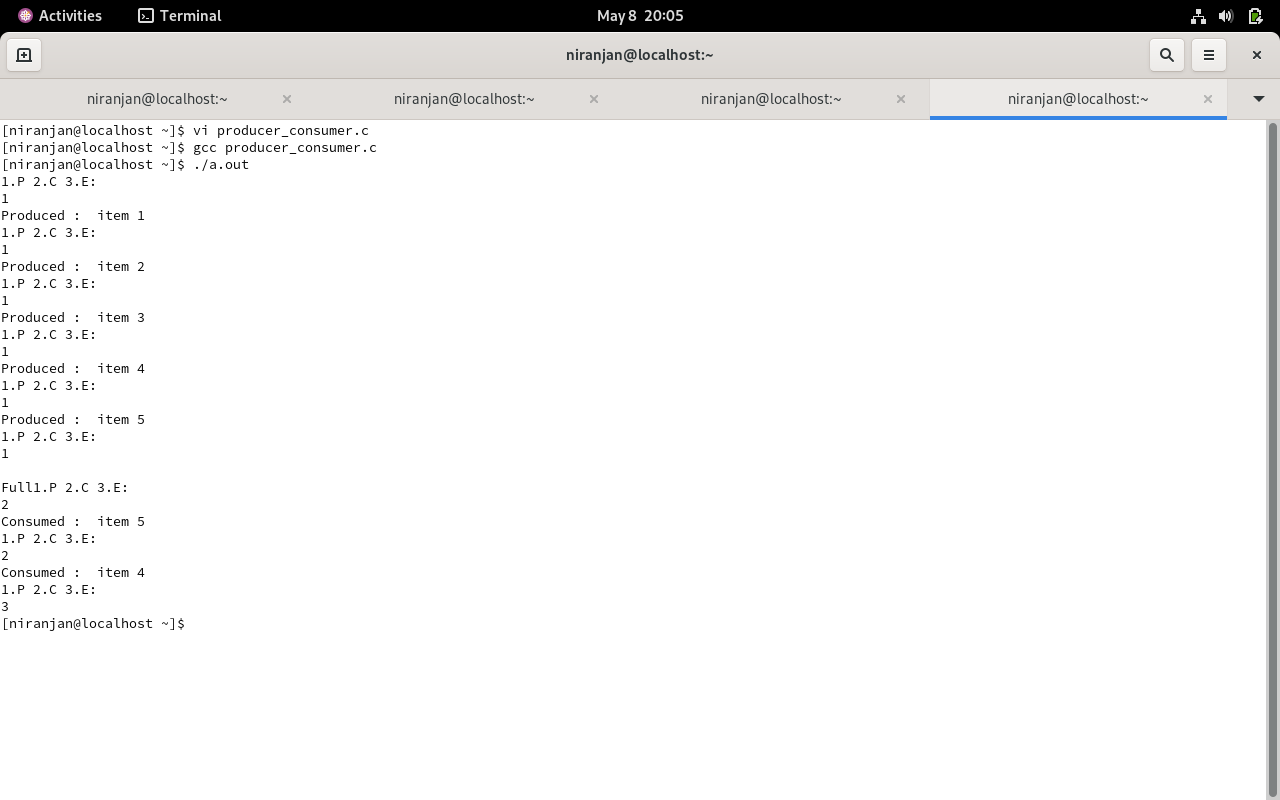 Activities Terminal May 8 20:05
niranjan@localhost:~
niranjan@localhost:~ niranjan@localhost:~ niranjan@localhost:~ niranjan@localhost:~
[niranjan@localhost ~]$ vi producer_consumer.c
[niranjan@localhost ~]$ gcc producer_consumer.c
[niranjan@localhost ~]$ ./a.out
1.P 2.C 3.E:
1
Produced :  item 1
1.P 2.C 3.E:
1
Produced :  item 2
1.P 2.C 3.E:
1
Produced :  item 3
1.P 2.C 3.E:
1
Produced :  item 4
1.P 2.C 3.E:
1
Produced :  item 5
1.P 2.C 3.E:
1
Full1.P 2.C 3.E:
2
Consumed :  item 5
1.P 2.C 3.E:
2
Consumed :  item 4
1.P 2.C 3.E:
3
[niranjan@localhost ~]$